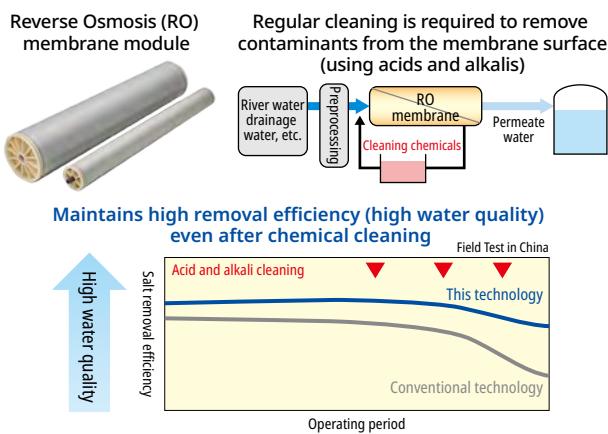 Reverse Osmosis (RO)
membrane module
Regular cleaning is required to remove
contaminants from the membrane surface
(using acids and alkalis)
River water
drainage
water, etc.
Preprocessing
RO
membrane
Permeate
water
Cleaning chemicals
Maintains high removal efficiency (high water quality)
even after chemical cleaning
Field Test in China
High water quality
Salt removal
efficiency
Acid and alkali cleaning
This technology
Conventional technology
Operating period